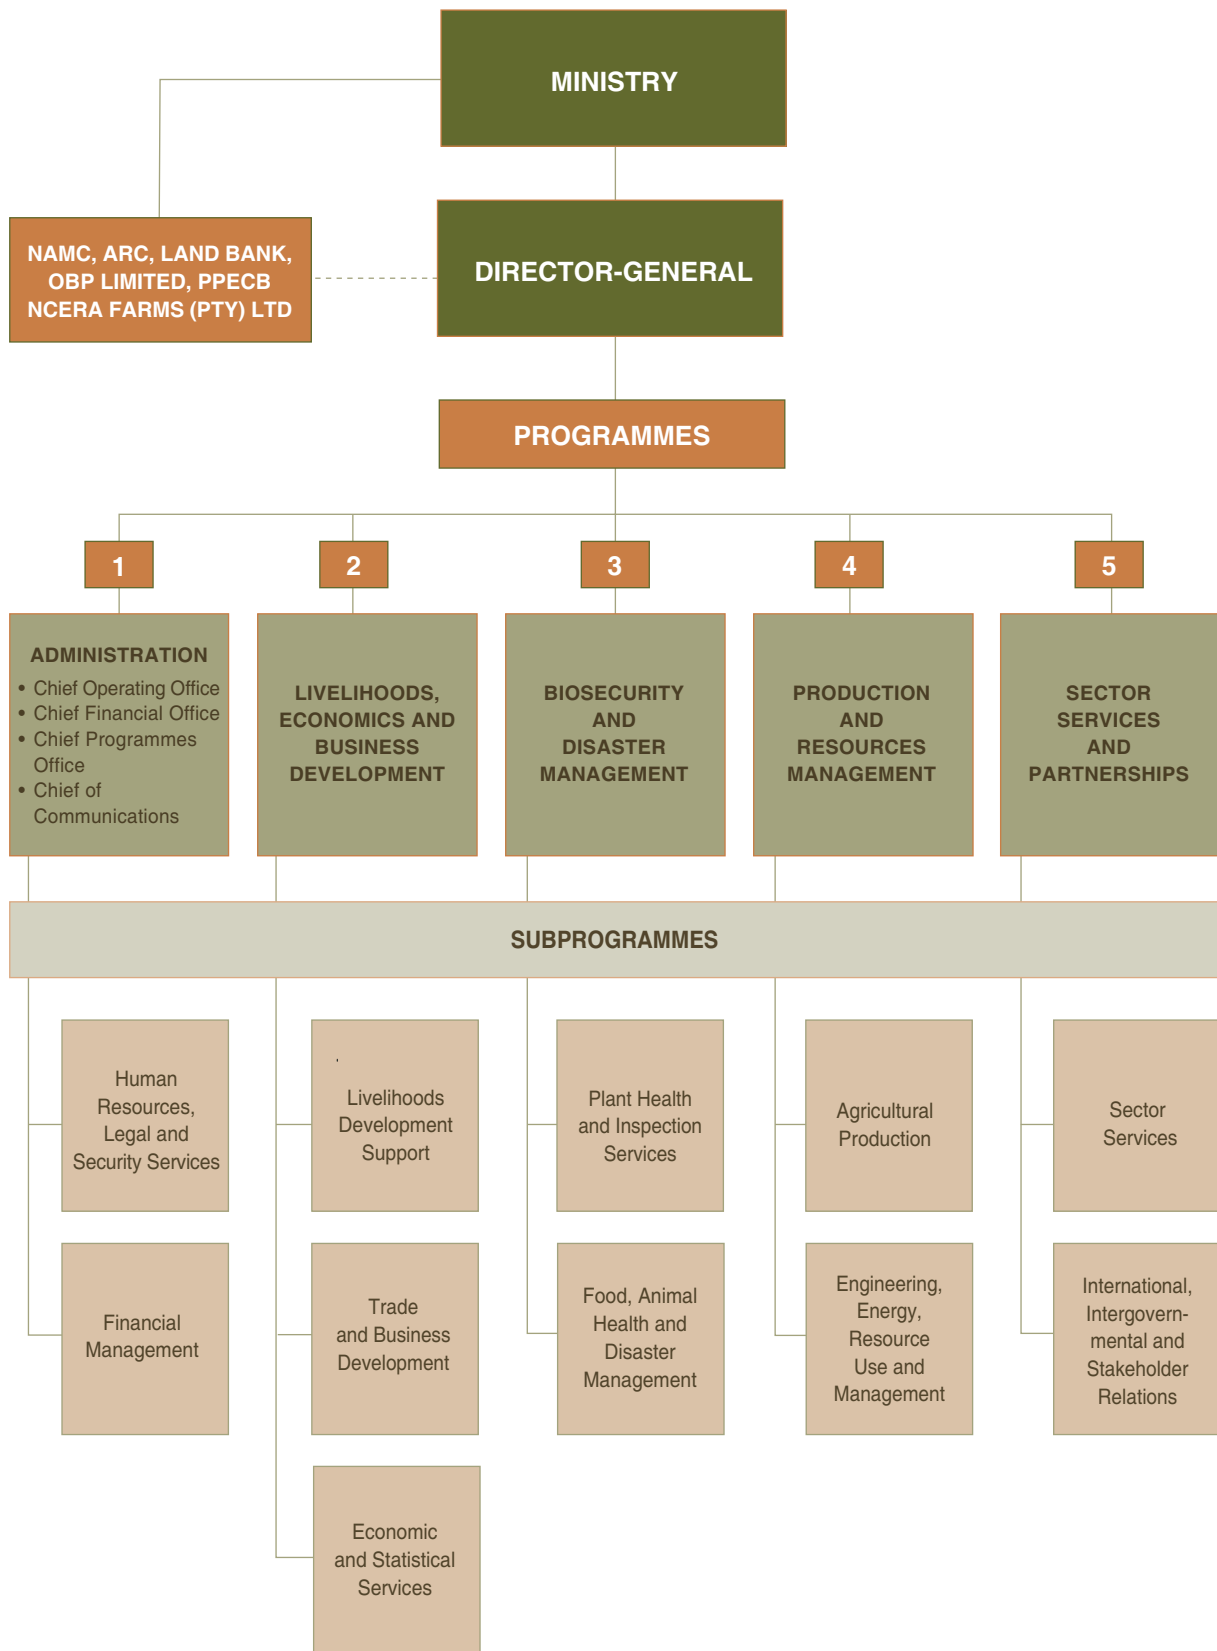 MINISTRY
NAMC, ARC, LAND BANK,
OBP LIMITED, PPECB
NCERA FARMS (PTY) LTD
DIRECTOR-GENERAL
PROGRAMMES
1
2
3
4
5
ADMINISTRATION
• Chief Operating Office
• Chief Financial Office
• Chief Programmes
Office
• Chief of
Communications
LIVELIHOODS,
ECONOMICS AND
BUSINESS
DEVELOPMENT
BIOSECURITY
AND
DISASTER
MANAGEMENT
PRODUCTION
AND
RESOURCES
MANAGEMENT
SECTOR
SERVICES
AND
PARTNERSHIPS
SUBPROGRAMMES
Human
Resources,
Legal and
Security Services
Livelihoods
Development
Support
Plant Health
and Inspection
Services
Agricultural
Production
Sector
Services
Financial
Management
Trade
and Business
Development
Food, Animal
Health and
Disaster
Management
Engineering,
Energy,
Resource
Use and
Management
International,
Intergovern-
mental and
Stakeholder
Relations
Economic
and Statistical
Services